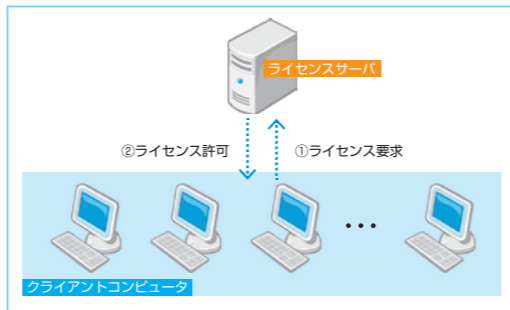 ライセンスサーバ
②ライセンス許可
①ライセンス要求
・・・
クライアントコンピュータ